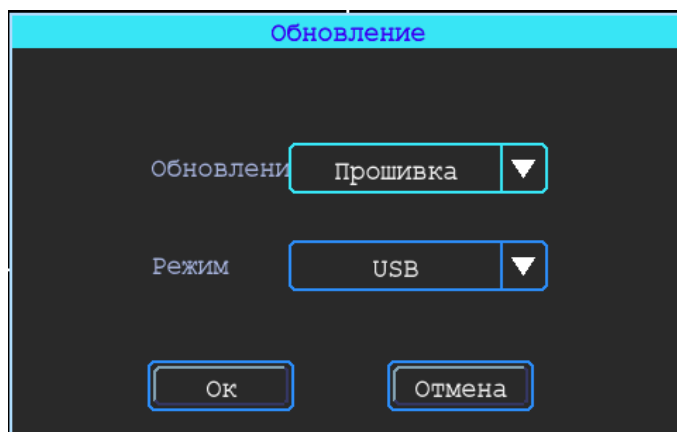 Обновление
Обновлени
Прошивка
Режим
USB
Ок
Отмена